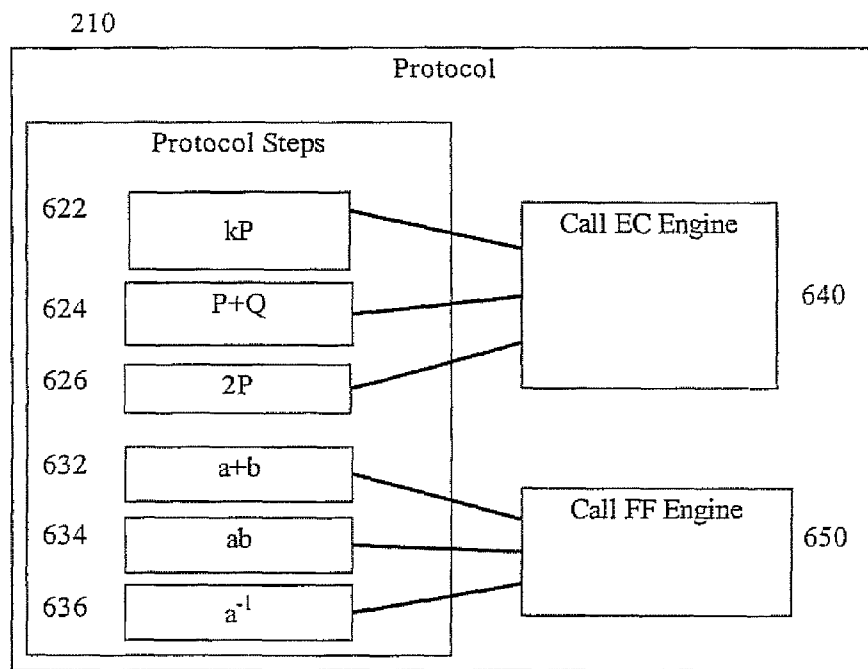 210
Protocol
Protocol Steps
622
kP
624
P+Q
626
2P
Call EC Engine
640
632
a+b
634
ab
636
a⁻¹
Call FF Engine
650